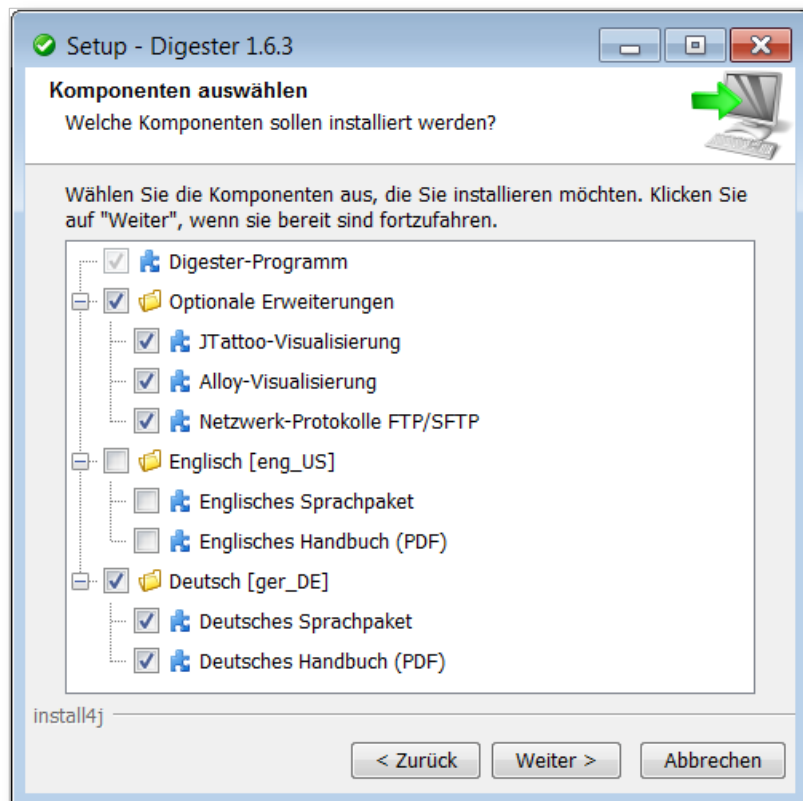 Setup - Digester 1.6.3
Komponenten auswählen
Welche Komponenten sollen installiert werden?
Wählen Sie die Komponenten aus, die Sie installieren möchten. Klicken Sie
auf "Weiter", wenn sie bereit sind fortzufahren.
Digester-Programm
Optionale Erweiterungen
JTattoo-Visualisierung
Alloy-Visualisierung
Netzwerk-Protokolle FTP/SFTP
Englisch [eng_US]
Englisches Sprachpaket
Englisches Handbuch (PDF)
Deutsch [ger_DE]
Deutsches Sprachpaket
Deutsches Handbuch (PDF)
install4j
< Zurück Weiter > Abbrechen